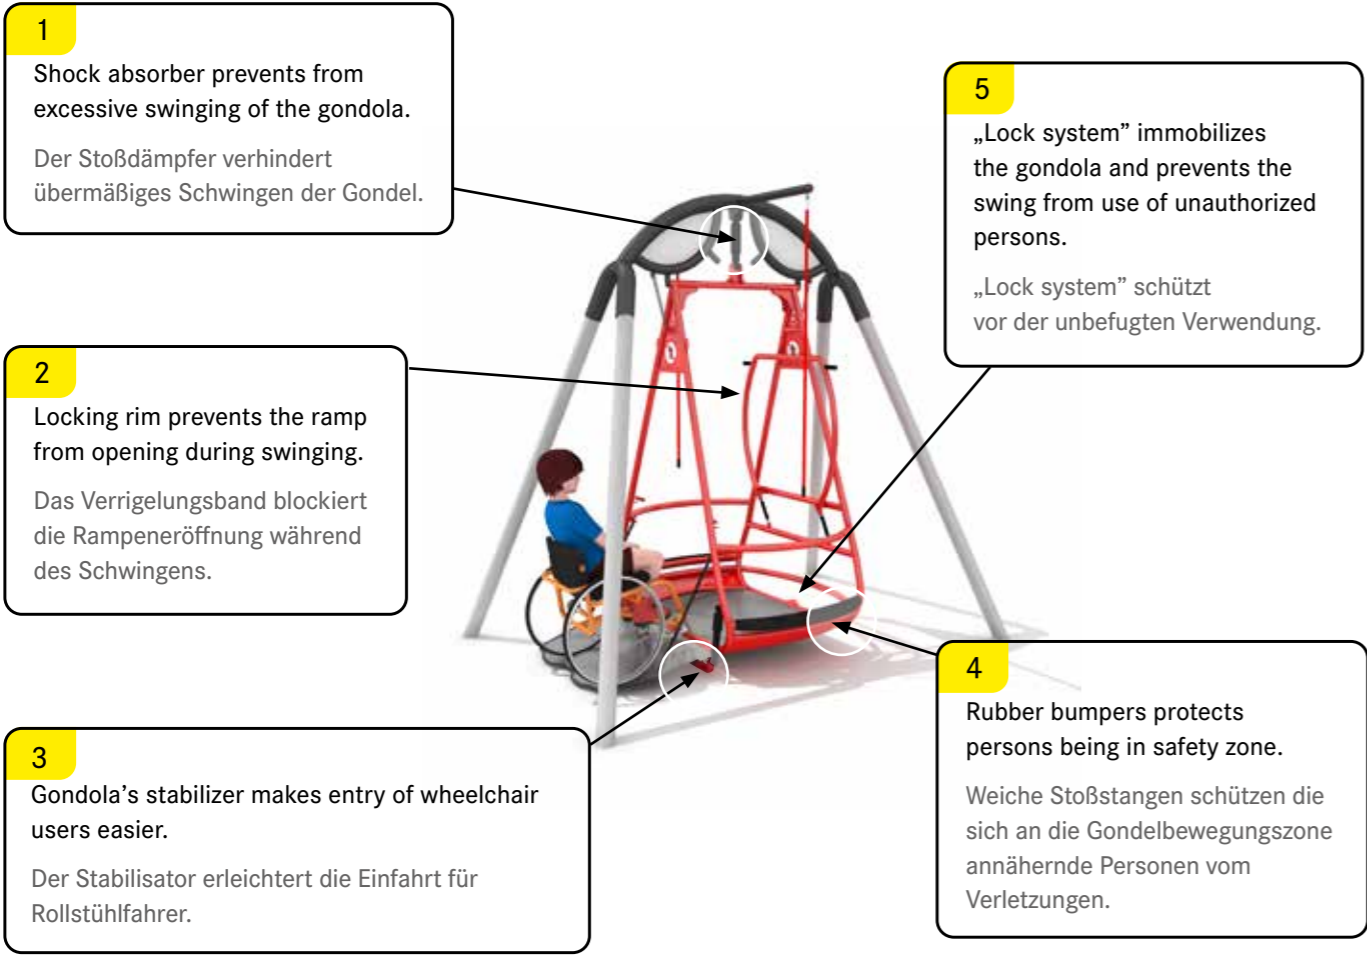 1
Shock absorber prevents from
excessive swinging of the gondola.
Der Stoßdämpfer verhindert
übermäßiges Schwingen der Gondel.
2
Locking rim prevents the ramp
from opening during swinging.
Das Verrigelungsband blockiert
die Rampeneröffnung während
des Schwingens.
3
Gondola's stabilizer makes entry of wheelchair
users easier.
Der Stabilisator erleichtert die Einfahrt für
Rollstühlfahrer.
5
„Lock system” immobilizes
the gondola and prevents the
swing from use of unauthorized
persons.
„Lock system” schützt
vor der unbefugten Verwendung.
4
Rubber bumpers protects
persons being in safety zone.
Weiche Stoßstangen schützen die
sich an die Gondelbewegungszone
annähernde Personen vom
Verletzungen.